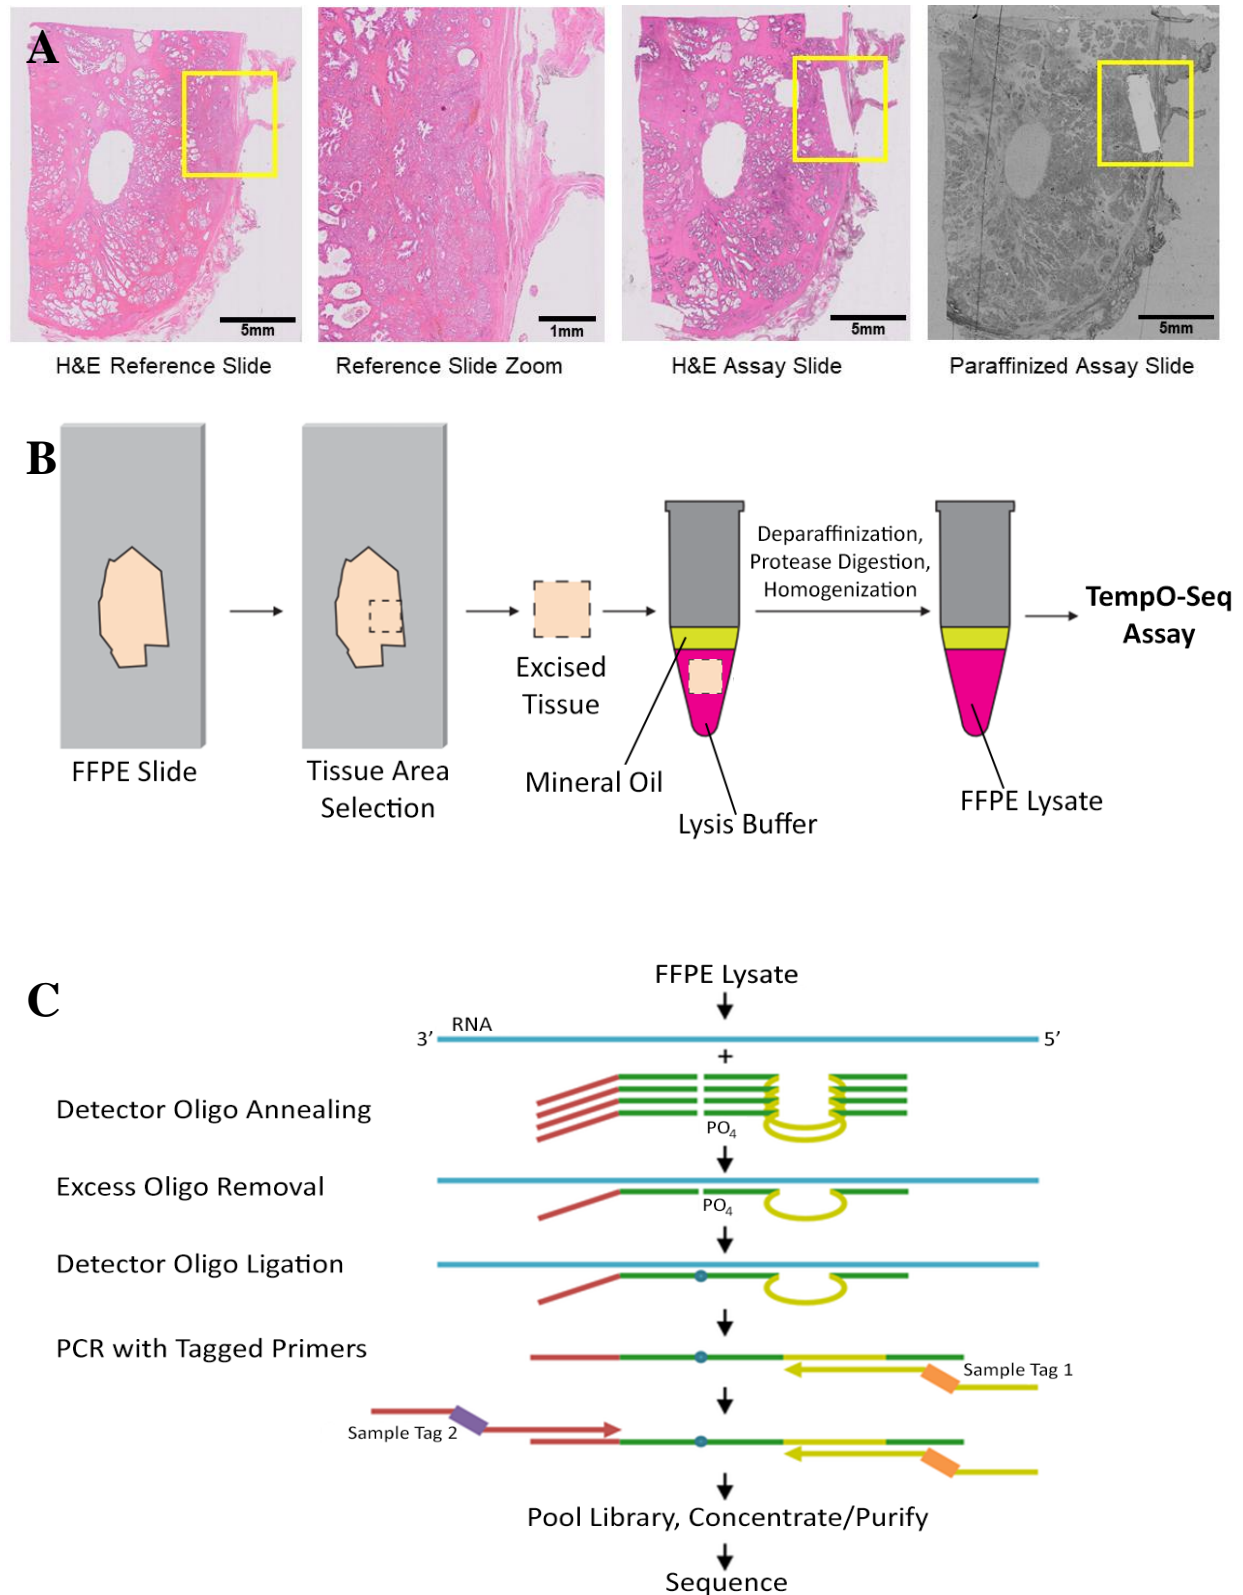 A
5mm
1mm
5mm
5mm
H&E Reference Slide
Reference Slide Zoom
H&E Assay Slide
Paraffinized Assay Slide
B
Deparaffinization,
Protease Digestion,
Homogenization
TempO-Seq
Assay
Excised
Tissue
FFPE Slide
Tissue Area
Selection
Mineral Oil
Lysis Buffer
FFPE Lysate
C
FFPE Lysate
3’
RNA
5’
+
Detector Oligo Annealing
PO4
Excess Oligo Removal
PO4
Detector Oligo Ligation
PCR with Tagged Primers
Sample Tag 1
Sample Tag 2
Pool Library, Concentrate/Purify
Sequence